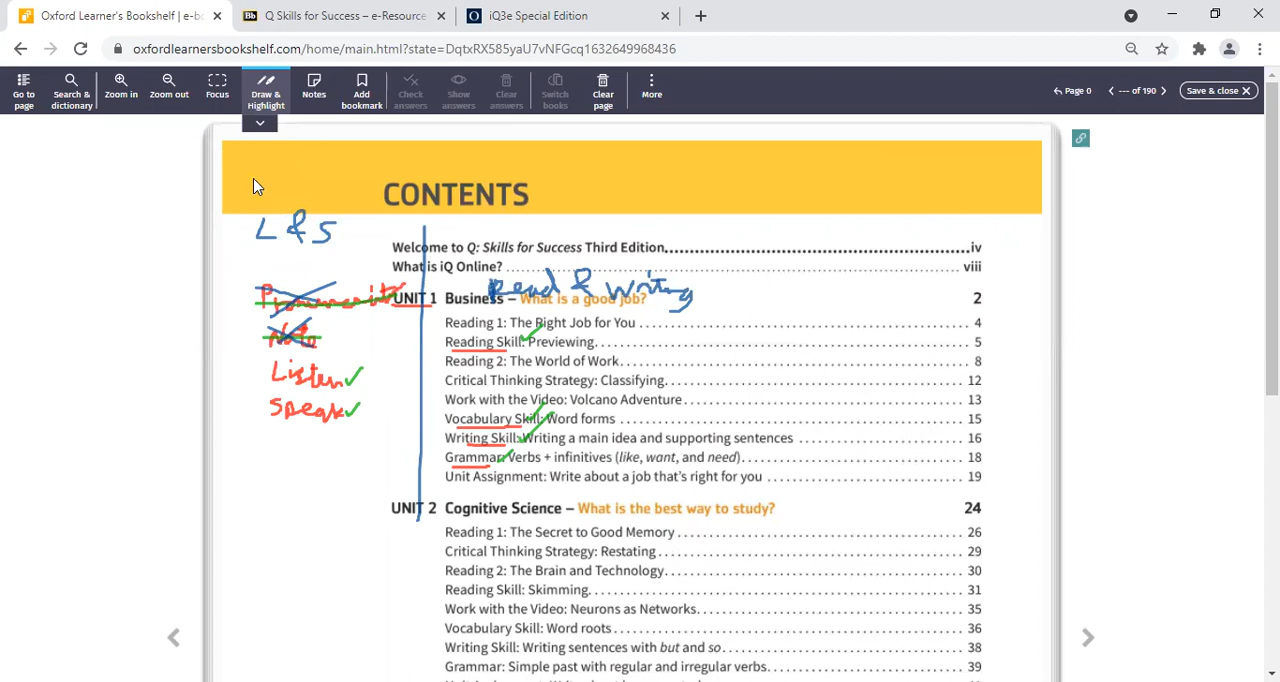 Oxford Learner's Bookshelf | e-b
Q Skills for Success – e-Resource
iQ3e Special Edition
oxfordlearnersbookshelf.com/home/main.html?state=DqtxRX585yaU7vNFGcq1632649968436
Go to page
Search & dictionary
Zoom in
Zoom out
Focus
Draw & Highlight
Notes
Add bookmark
Check answers
Show answers
Clear answers
Switch books
Clear page
More
Page 0
--- of 190
Save & close
CONTENTS
L & S
Listen
Speak
Read & Writing
Welcome to Q: Skills for Success Third Edition iv
What is iQ Online? viii
UNIT 1 Business – What is a good job? 2
Reading 1: The Right Job for You 4
Reading Skill: Previewing 5
Reading 2: The World of Work 8
Critical Thinking Strategy: Classifying 12
Work with the Video: Volcano Adventure 13
Vocabulary Skill: Word forms 15
Writing Skill: Writing a main idea and supporting sentences 16
Grammar: Verbs + infinitives (like, want, and need) 18
Unit Assignment: Write about a job that's right for you 19
UNIT 2 Cognitive Science – What is the best way to study? 24
Reading 1: The Secret to Good Memory 26
Critical Thinking Strategy: Restating 29
Reading 2: The Brain and Technology 30
Reading Skill: Skimming 31
Work with the Video: Neurons as Networks 35
Vocabulary Skill: Word roots 36
Writing Skill: Writing sentences with but and so 38
Grammar: Simple past with regular and irregular verbs 39